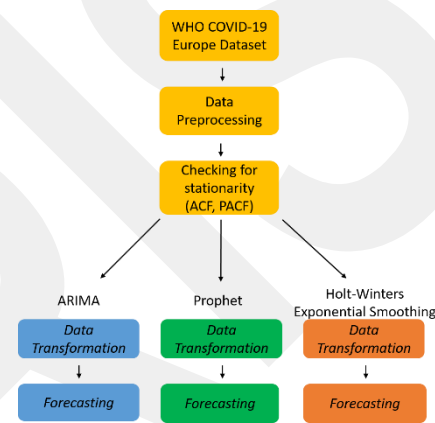 WHO COVID-19
Europe Dataset
Data
Preprocessing
Checking for
stationarity
(ACF, PACF)
ARIMA
Data
Transformation
Forecasting
Prophet
Data
Transformation
Forecasting
Holt-Winters
Exponential Smoothing
Data
Transformation
Forecasting